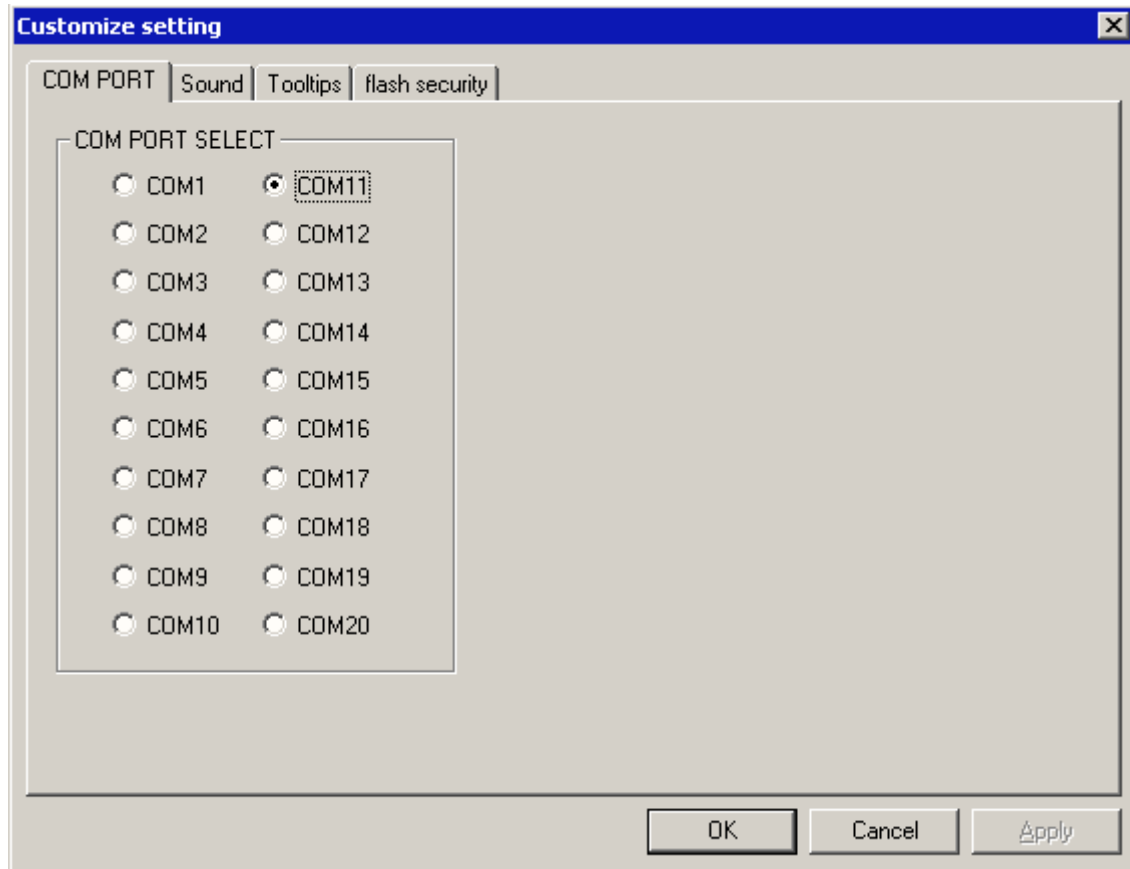 Customize setting
COM PORT Sound Tooltips flash security
COM PORT SELECT
COM1 COM11
COM2 COM12
COM3 COM13
COM4 COM14
COM5 COM15
COM6 COM16
COM7 COM17
COM8 COM18
COM9 COM19
COM10 COM20
OK Cancel Apply